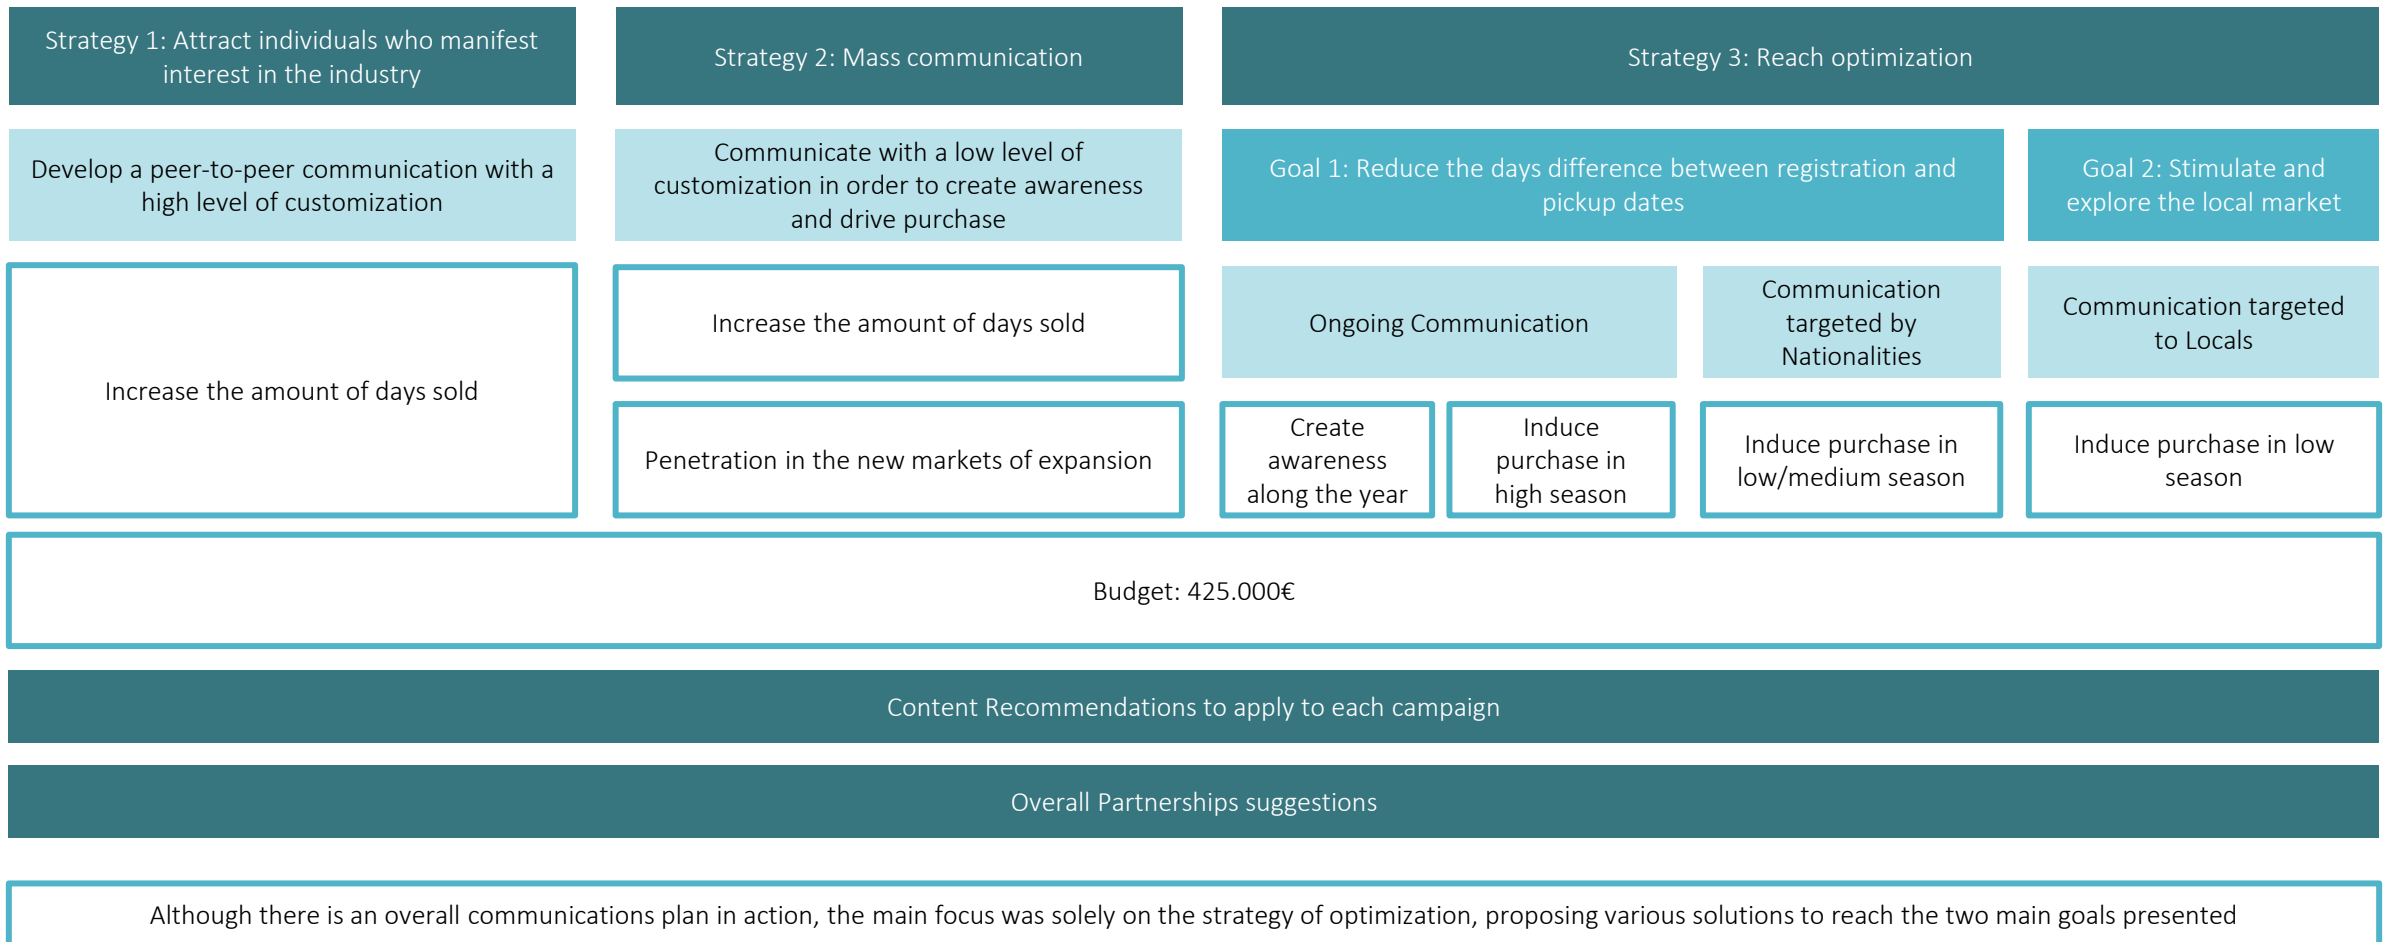 Strategy 1: Attract individuals who manifest
interest in the industry
Strategy 2: Mass communication
Strategy 3: Reach optimization
Develop a peer-to-peer communication with a
high level of customization
Communicate with a low level of
customization in order to create awareness
and drive purchase
Goal 1: Reduce the days difference between registration and
pickup dates
Goal 2: Stimulate and
explore the local market
Increase the amount of days sold
Increase the amount of days sold
Penetration in the new markets of expansion
Ongoing Communication
Communication
targeted by
Nationalities
Communication targeted
to Locals
Create
awareness
along the year
Induce
purchase in
high season
Induce purchase in
low/medium season
Induce purchase in low
season
Budget: 425.000€
Content Recommendations to apply to each campaign
Overall Partnerships suggestions
Although there is an overall communications plan in action, the main focus was solely on the strategy of optimization, proposing various solutions to reach the two main goals presented